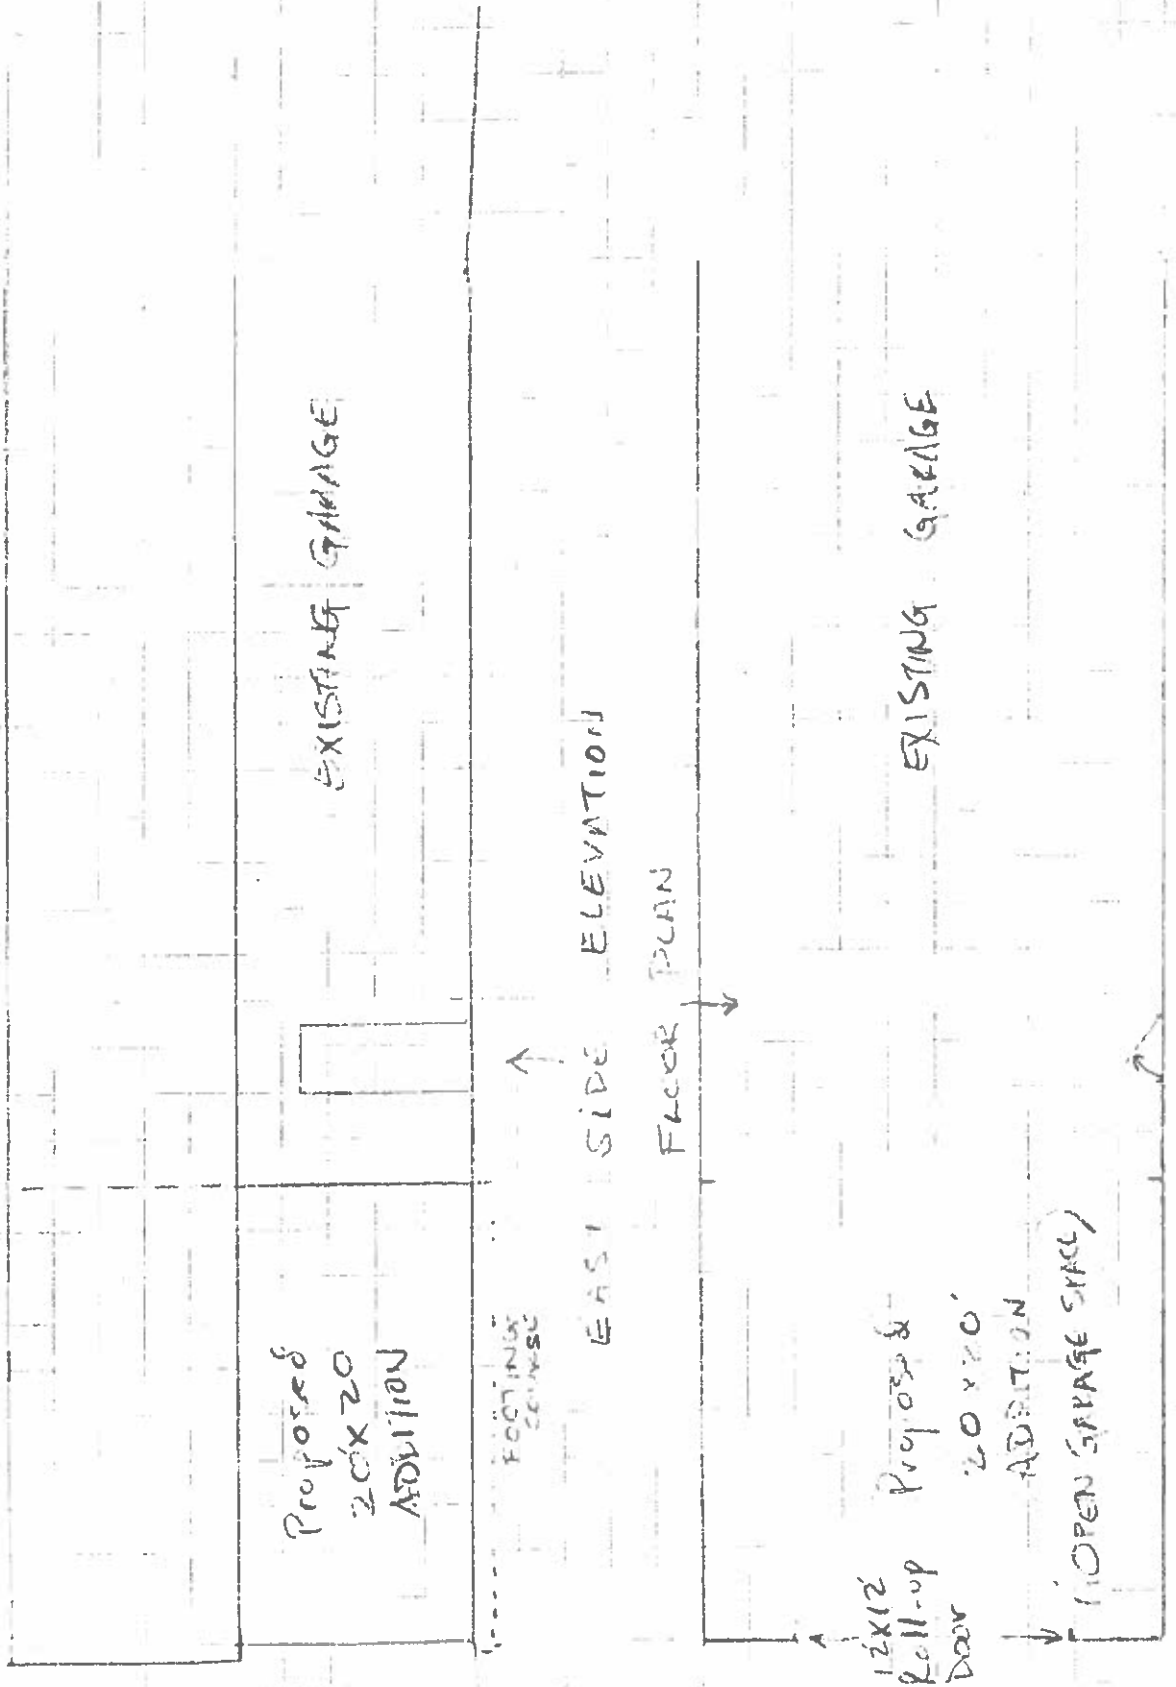 EXISTING GARAGE
Proposed
20X20
ADDITION
FOOTINGS
EAST SIDE ELEVATION
FLOOR PLAN
EXISTING GARAGE
12X12
Roll-up
Door
Proposed
20x20'
ADDITION
(OPEN GARAGE SPACE)